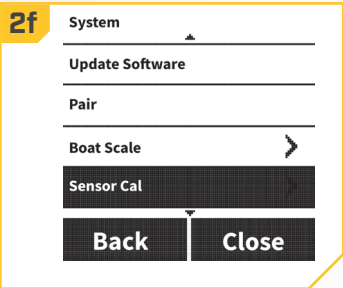 2f
System
Update Software
Pair
Boat Scale
Sensor Cal
Back Close